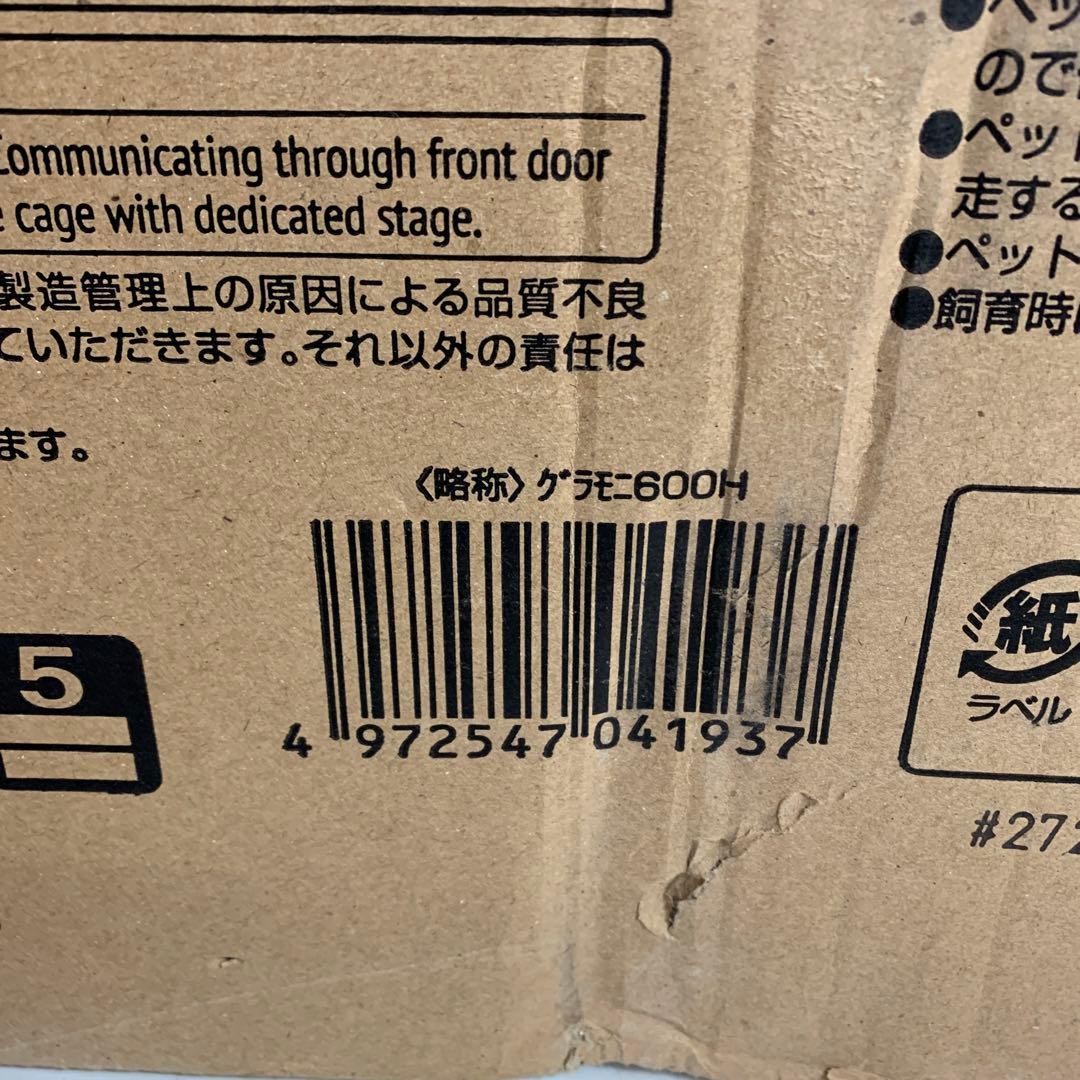 Communicating through front door
cage with dedicated stage.
製造管理上の原因による品質不良
ていただきます。それ以外の責任は
ます。
〈略称〉グラモニ600H
4 972547 041937
5
●ペッ
ので
●ペット
走する
●ペット
●飼育時に
紙
ラベル
#272